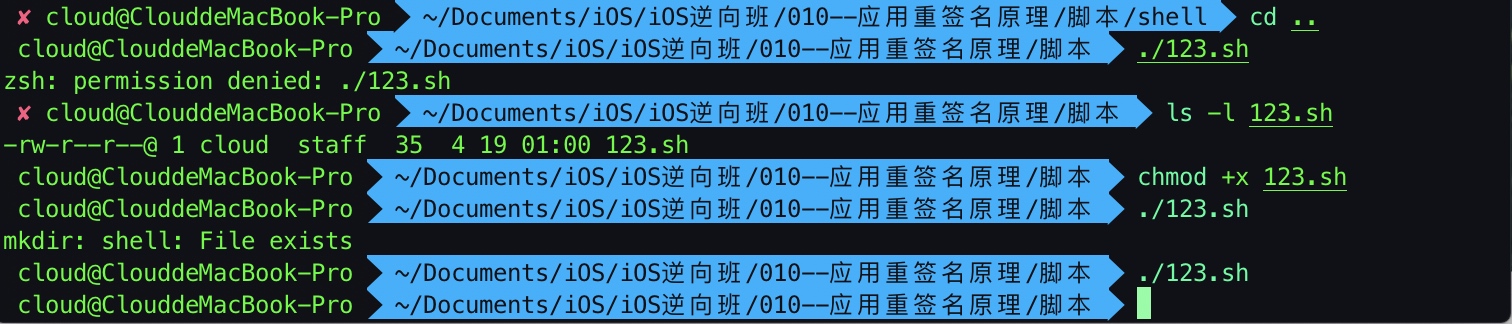 ✘ cloud@ClouddeMacBook-Pro ~/Documents/iOS/iOS逆向班/010--应用重签名原理/脚本/shell cd ..
cloud@ClouddeMacBook-Pro ~/Documents/iOS/iOS逆向班/010--应用重签名原理/脚本 ./123.sh
zsh: permission denied: ./123.sh
✘ cloud@ClouddeMacBook-Pro ~/Documents/iOS/iOS逆向班/010--应用重签名原理/脚本 ls -l 123.sh
-rw-r--r--@ 1 cloud  staff  35  4 19 01:00 123.sh
cloud@ClouddeMacBook-Pro ~/Documents/iOS/iOS逆向班/010--应用重签名原理/脚本 chmod +x 123.sh
cloud@ClouddeMacBook-Pro ~/Documents/iOS/iOS逆向班/010--应用重签名原理/脚本 ./123.sh
mkdir: shell: File exists
cloud@ClouddeMacBook-Pro ~/Documents/iOS/iOS逆向班/010--应用重签名原理/脚本 ./123.sh
cloud@ClouddeMacBook-Pro ~/Documents/iOS/iOS逆向班/010--应用重签名原理/脚本